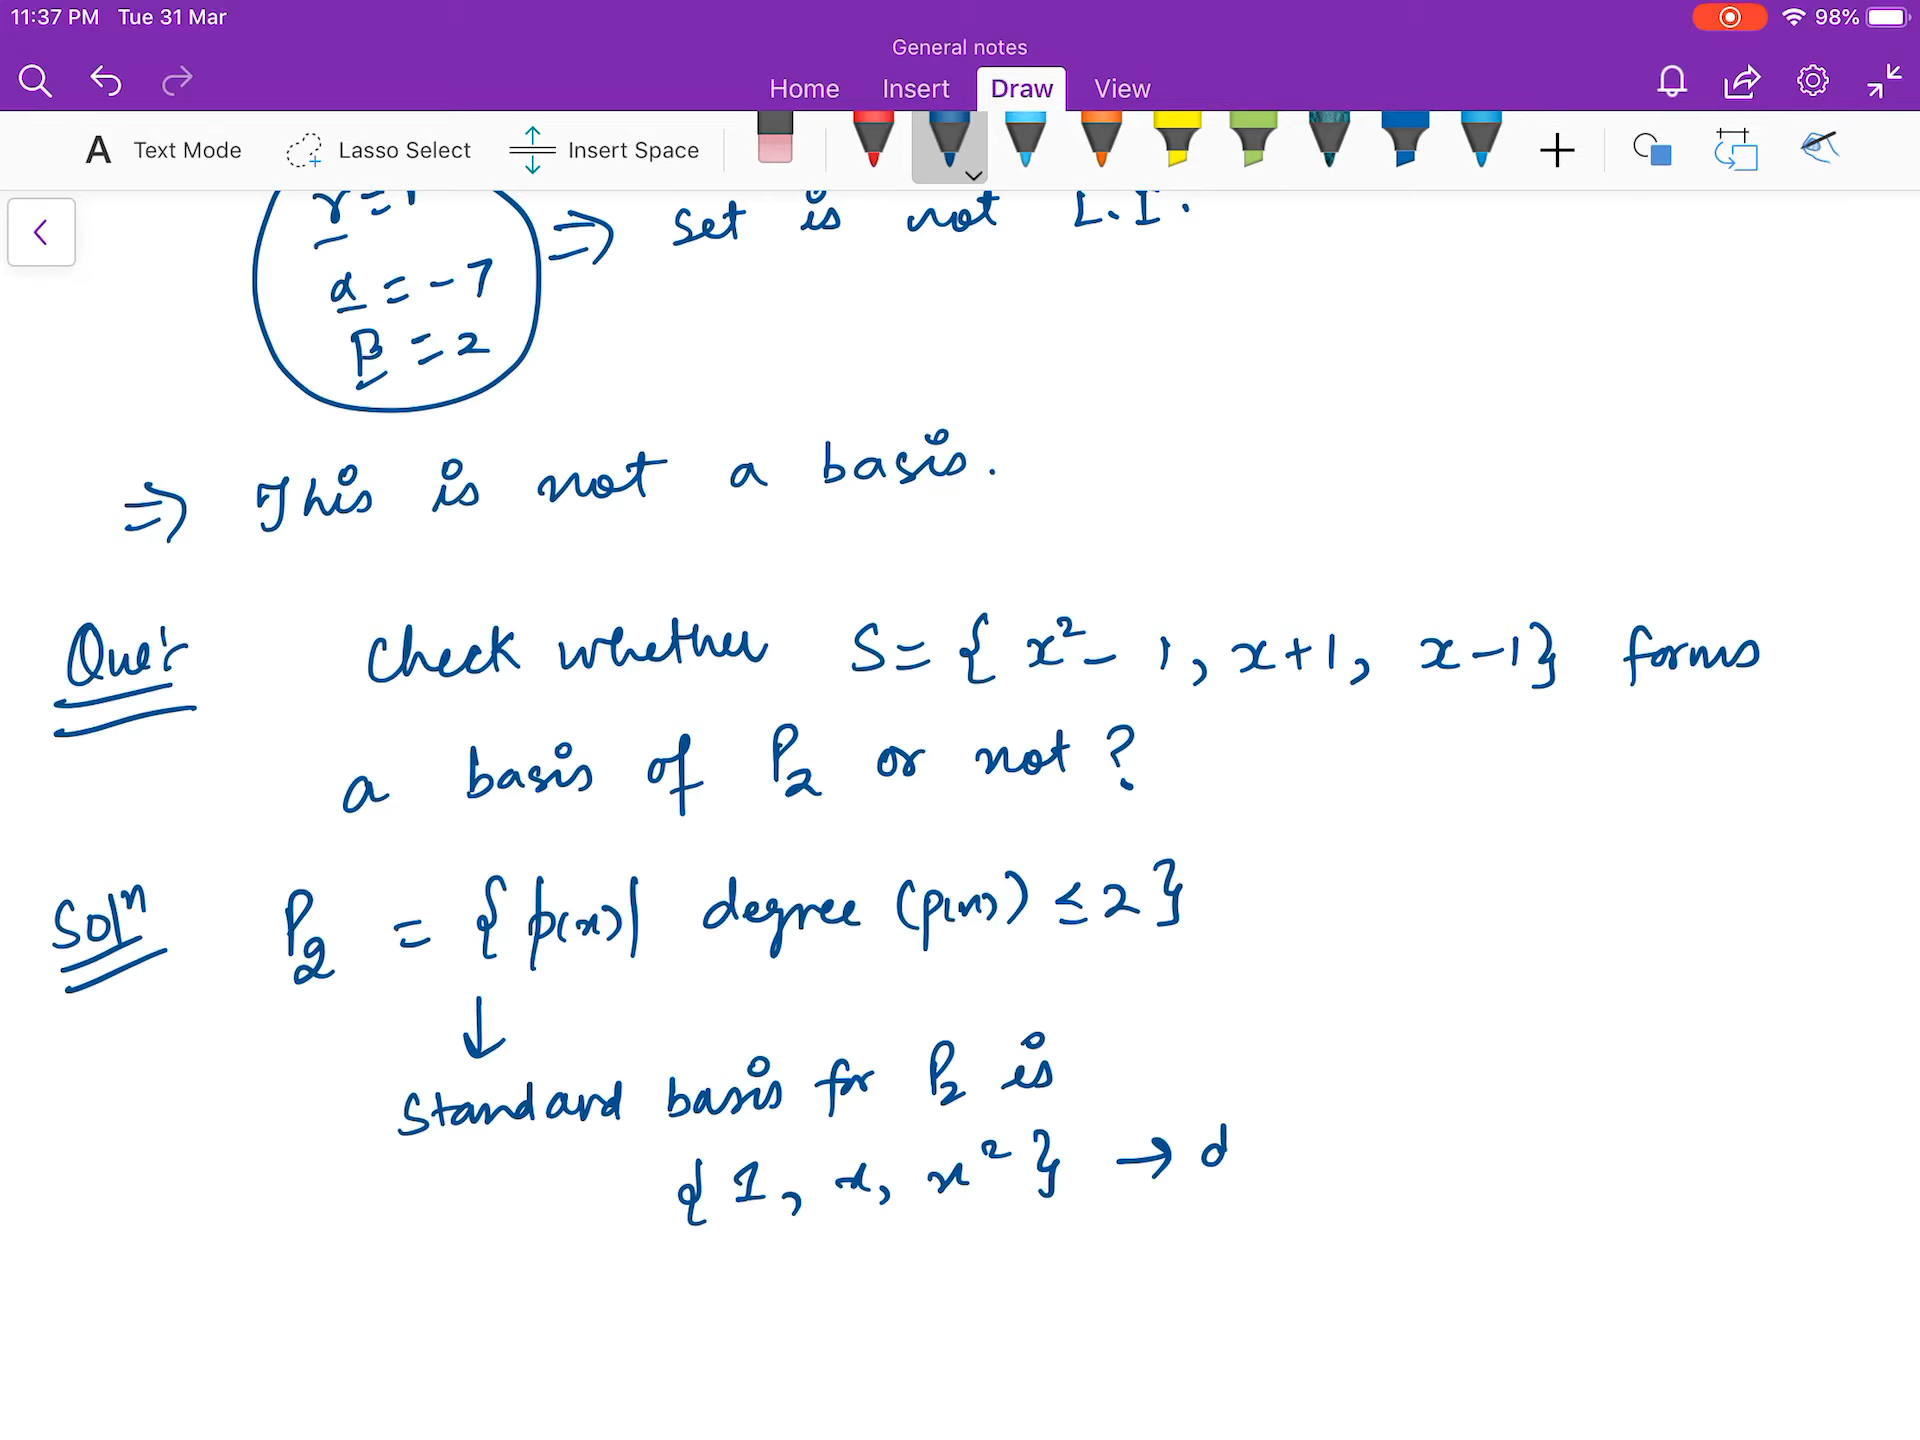 11:37 PM Tue 31 Mar
98%
General notes
Home Insert Draw View
A Text Mode Lasso Select Insert Space
γ = 1
⇒ Set is not L.I.
α = -7
β = 2
⇒ This is not a basis.
Que: Check whether S = { x² - 1, x + 1, x - 1} forms
a basis of P₂ or not ?
Solⁿ P₂ = { p(x) | degree (p(x)) ≤ 2 }
↓
Standard basis for P₂ is
{ 1, x, x² } → d